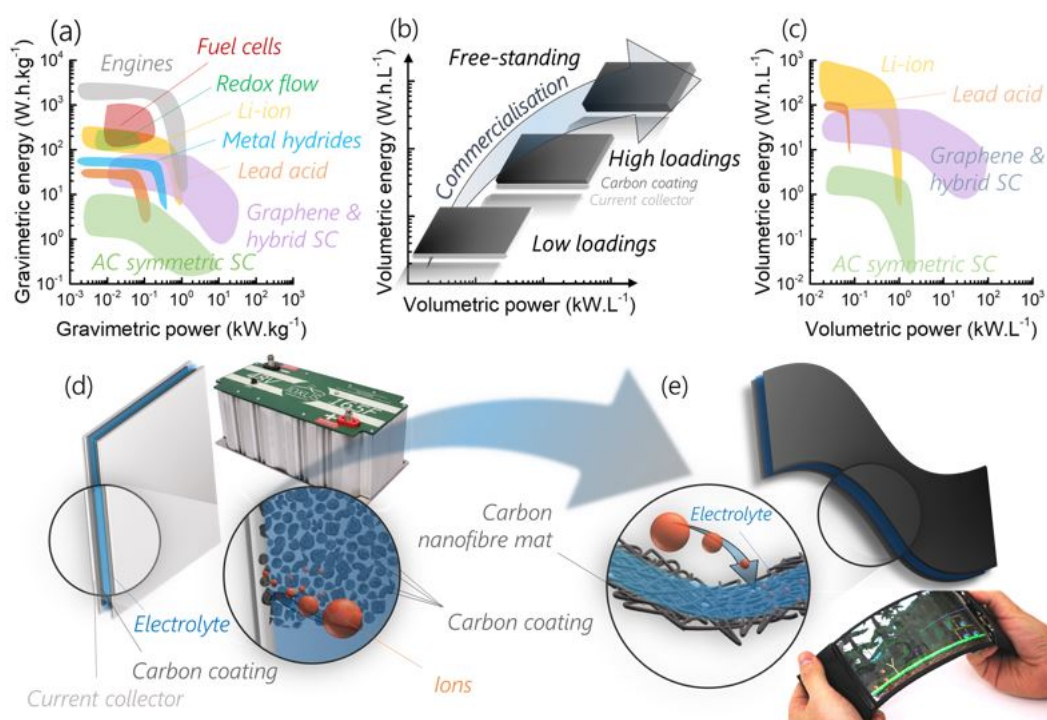 (a)
Gravimetric energy (W.h.kg⁻¹)
10⁴
10³
10²
10¹
10⁰
10⁻¹
Engines
Fuel cells
Redox flow
Li-ion
Metal hydrides
Lead acid
Graphene &
hybrid SC
AC symmetric SC
10⁻³ 10⁻² 10⁻¹ 10⁰ 10¹ 10² 10³
Gravimetric power (kW.kg⁻¹)
(b)
Volumetric energy (W.h.L⁻¹)
Free-standing
Commercialisation
High loadings
Carbon coating
Current collector
Low loadings
Volumetric power (kW.L⁻¹)
(c)
Volumetric energy (W.h.L⁻¹)
10³
10²
10¹
10⁰
10⁻¹
10⁻²
Li-ion
Lead acid
Graphene &
hybrid SC
AC symmetric SC
10⁻² 10⁻¹ 10⁰ 10¹ 10² 10³
Volumetric power (kW.L⁻¹)
(d)
48V
165F
Electrolyte
Carbon coating
Current collector
Carbon coating
Ions
(e)
Carbon
nanofibre mat
Electrolyte